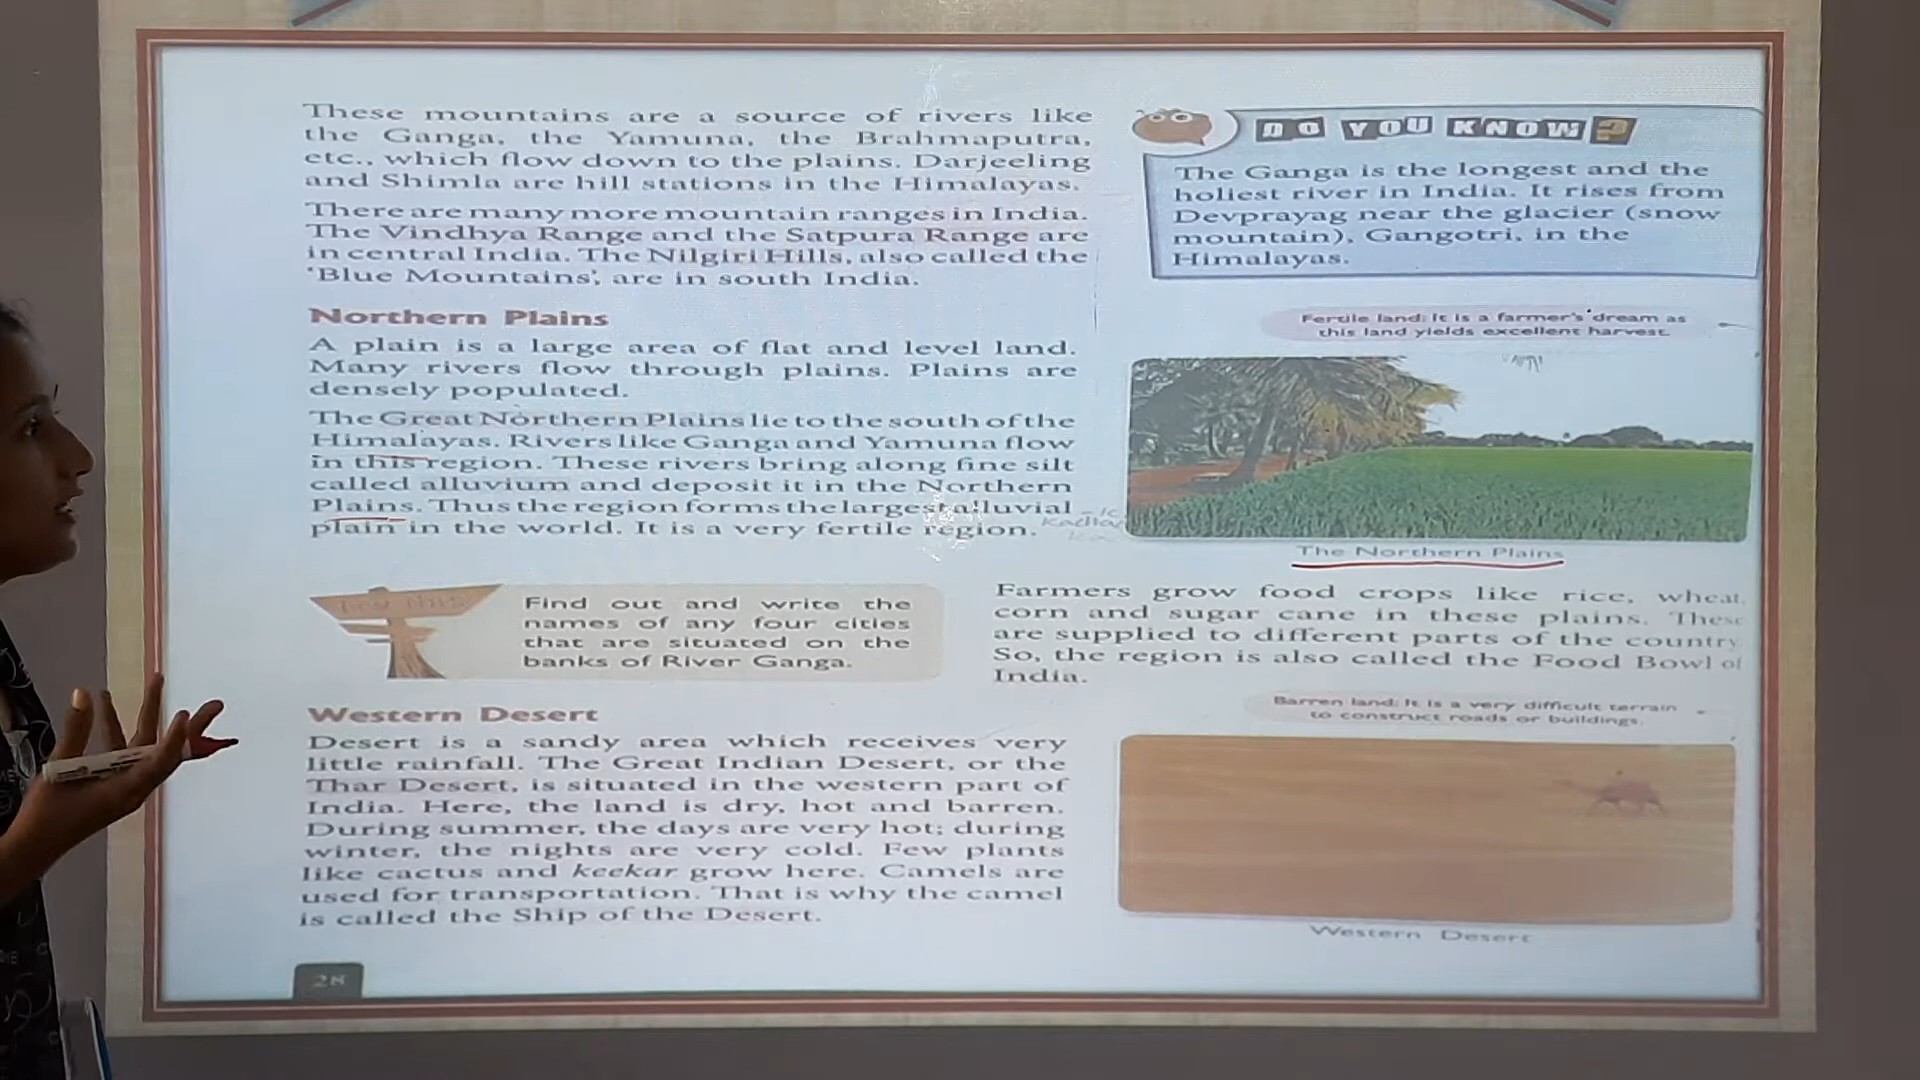 These mountains are a source of rivers like
the Ganga, the Yamuna, the Brahmaputra,
etc., which flow down to the plains. Darjeeling
and Shimla are hill stations in the Himalayas.
There are many more mountain ranges in India.
The Vindhya Range and the Satpura Range are
in central India. The Nilgiri Hills, also called the
'Blue Mountains', are in south India.
DO YOU KNOW?
The Ganga is the longest and the
holiest river in India. It rises from
Devprayag near the glacier (snow
mountain), Gangotri, in the
Himalayas.
Northern Plains
A plain is a large area of flat and level land.
Many rivers flow through plains. Plains are
densely populated.
The Great Northern Plains lie to the south of the
Himalayas. Rivers like Ganga and Yamuna flow
in this region. These rivers bring along fine silt
called alluvium and deposit it in the Northern
Plains. Thus the region forms the largest alluvial
plain in the world. It is a very fertile region.
Fertile land: It is a farmer's dream as
this land yields excellent harvest.
The Northern Plains
Try this
Find out and write the
names of any four cities
that are situated on the
banks of River Ganga.
Farmers grow food crops like rice, wheat,
corn and sugar cane in these plains. These
are supplied to different parts of the country.
So, the region is also called the Food Bowl of
India.
Western Desert
Desert is a sandy area which receives very
little rainfall. The Great Indian Desert, or the
Thar Desert, is situated in the western part of
India. Here, the land is dry, hot and barren.
During summer, the days are very hot; during
winter, the nights are very cold. Few plants
like cactus and keekar grow here. Camels are
used for transportation. That is why the camel
is called the Ship of the Desert.
Barren land: It is a very difficult terrain
to construct roads or buildings.
Western Desert
28